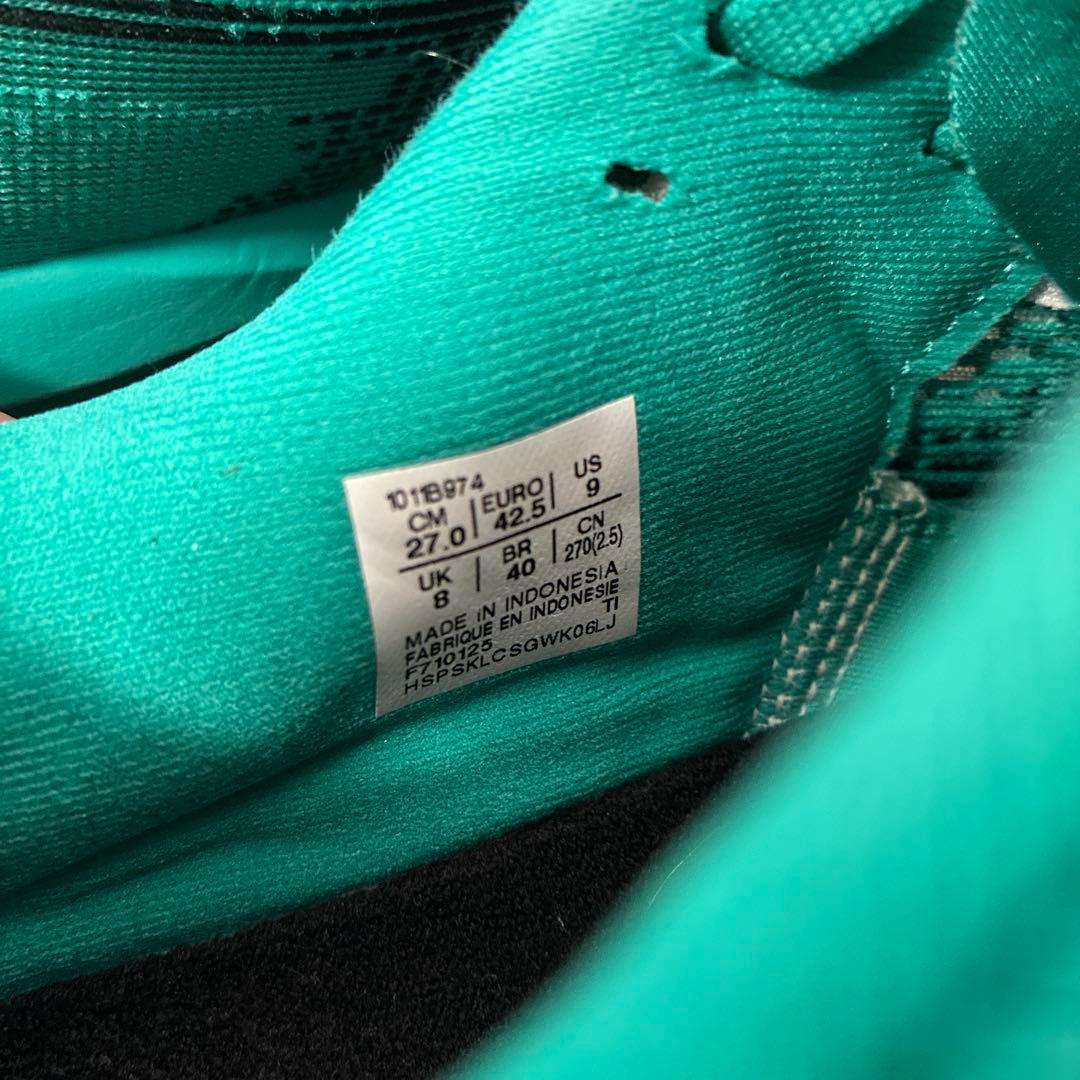 1011B974
CM | EURO | US
27.0 | 42.5 | 9
UK | BR | CN
8 | 40 | 270(2.5)
MADE IN INDONESIA
FABRIQUE EN INDONESIE
F710125 TI
HSPSKLCSGWK06LJ